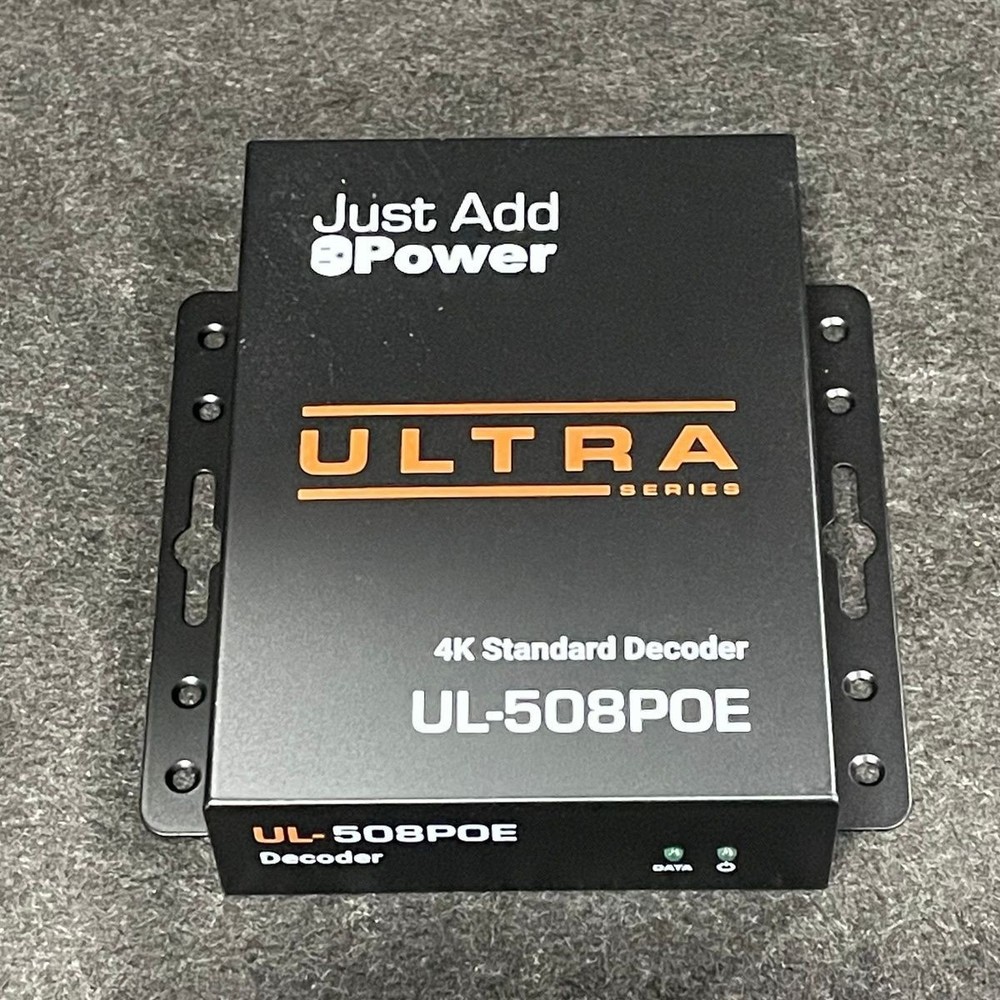 Just Add
Power
ULTRA
SERIES
4K Standard Decoder
UL-508POE
UL-508POE
Decoder
DATA